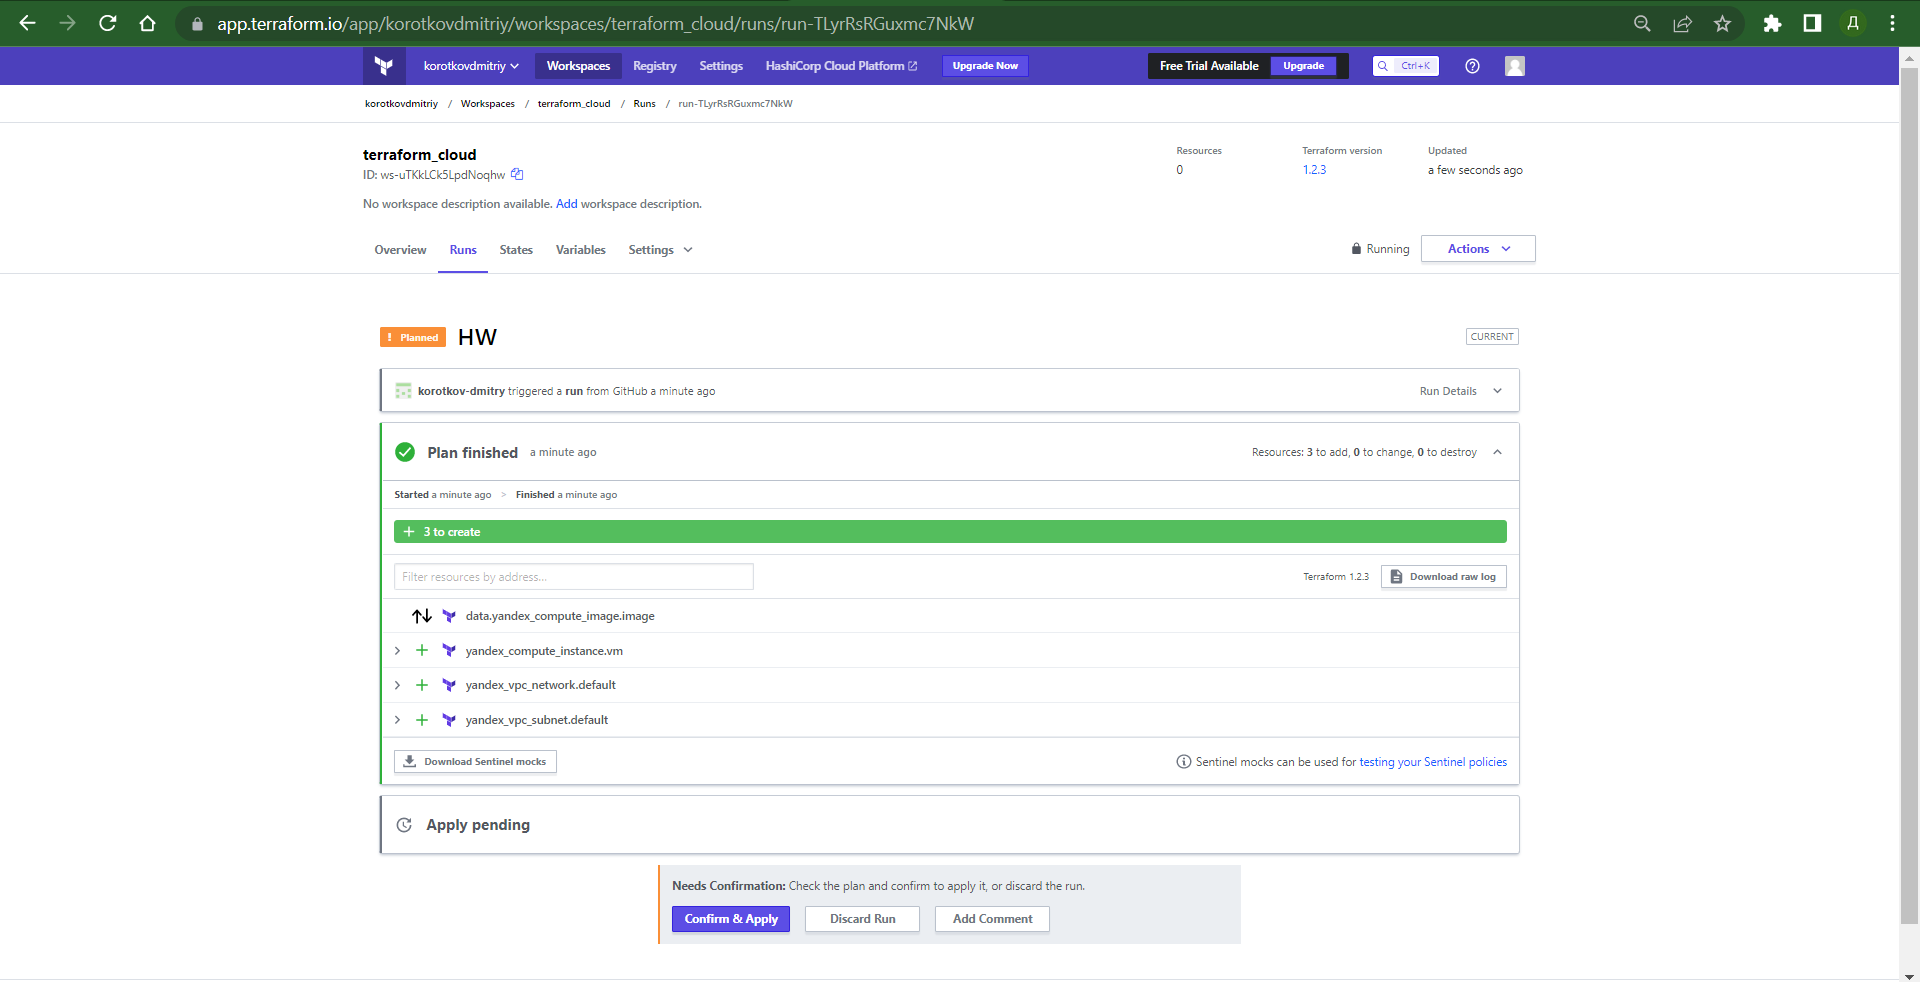 app.terraform.io/app/korotkovdmitriy/workspaces/terraform_cloud/runs/run-TLyrRsRGuxmc7NkW
Д
korotkovdmitriy
Workspaces
Registry
Settings
HashiCorp Cloud Platform
Upgrade Now
Free Trial Available
Upgrade
Ctrl+K
korotkovdmitriy / Workspaces / terraform_cloud / Runs / run-TLyrRsRGuxmc7NkW
terraform_cloud
ID: ws-uTKkLCk5LpdNoqhw
No workspace description available. Add workspace description.
Resources
0
Terraform version
1.2.3
Updated
a few seconds ago
Overview
Runs
States
Variables
Settings
Running
Actions
! Planned
HW
CURRENT
korotkov-dmitry triggered a run from GitHub a minute ago
Run Details
Plan finished a minute ago
Resources: 3 to add, 0 to change, 0 to destroy
Started a minute ago > Finished a minute ago
+ 3 to create
Filter resources by address...
Terraform 1.2.3
Download raw log
data.yandex_compute_image.image
yandex_compute_instance.vm
yandex_vpc_network.default
yandex_vpc_subnet.default
Download Sentinel mocks
Sentinel mocks can be used for testing your Sentinel policies
Apply pending
Needs Confirmation: Check the plan and confirm to apply it, or discard the run.
Confirm & Apply
Discard Run
Add Comment